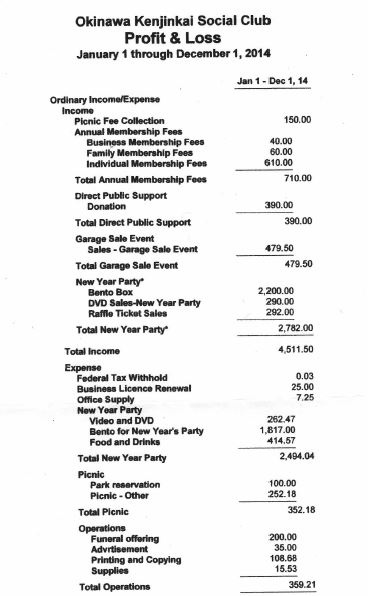 Okinawa Kenjinkai Social Club
Profit & Loss
January 1 through December 1, 2014
Jan 1 - Dec 1, 14
Ordinary Income/Expense
Income
Picnic Fee Collection 150.00
Annual Membership Fees
Business Membership Fees 40.00
Family Membership Fees 60.00
Individual Membership Fees 610.00
Total Annual Membership Fees 710.00
Direct Public Support
Donation 390.00
Total Direct Public Support 390.00
Garage Sale Event
Sales - Garage Sale Event 479.50
Total Garage Sale Event 479.50
New Year Party*
Bento Box 2,200.00
DVD Sales-New Year Party 290.00
Raffle Ticket Sales 292.00
Total New Year Party* 2,782.00
Total Income 4,511.50
Expense
Federal Tax Withhold 0.03
Business Licence Renewal 25.00
Office Supply 7.25
New Year Party
Video and DVD 262.47
Bento for New Year's Party 1,817.00
Food and Drinks 414.57
Total New Year Party 2,494.04
Picnic
Park reservation 100.00
Picnic - Other 252.18
Total Picnic 352.18
Operations
Funeral offering 200.00
Advrtisement 35.00
Printing and Copying 108.68
Supplies 15.53
Total Operations 359.21